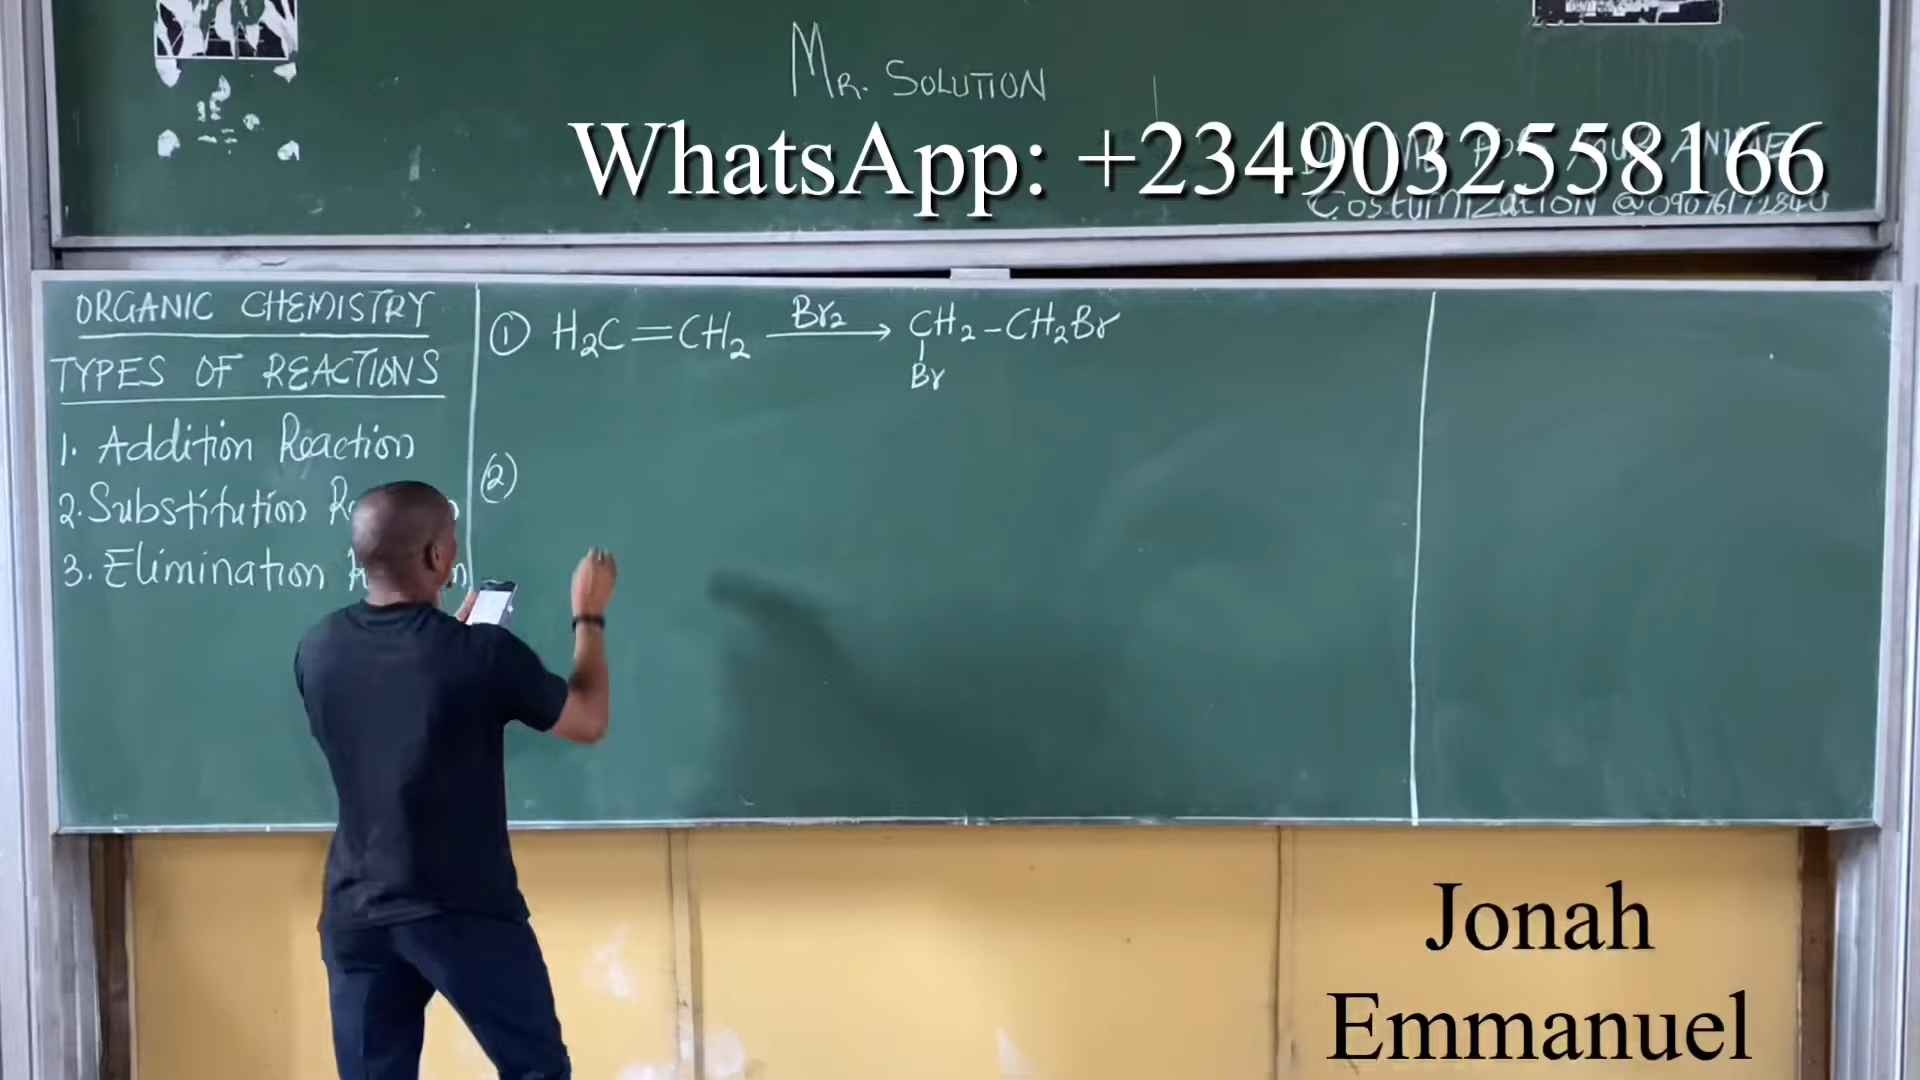 MR. SOLUTION
WhatsApp: +2349032558166
Costumization @09076172840
ORGANIC CHEMISTRY
TYPES OF REACTIONS
1. Addition Reaction
2. Substitution
3. Elimination
① H₂C=CH₂ Br₂→ CH₂-CH₂Br
Br
(2)
Jonah
Emmanuel